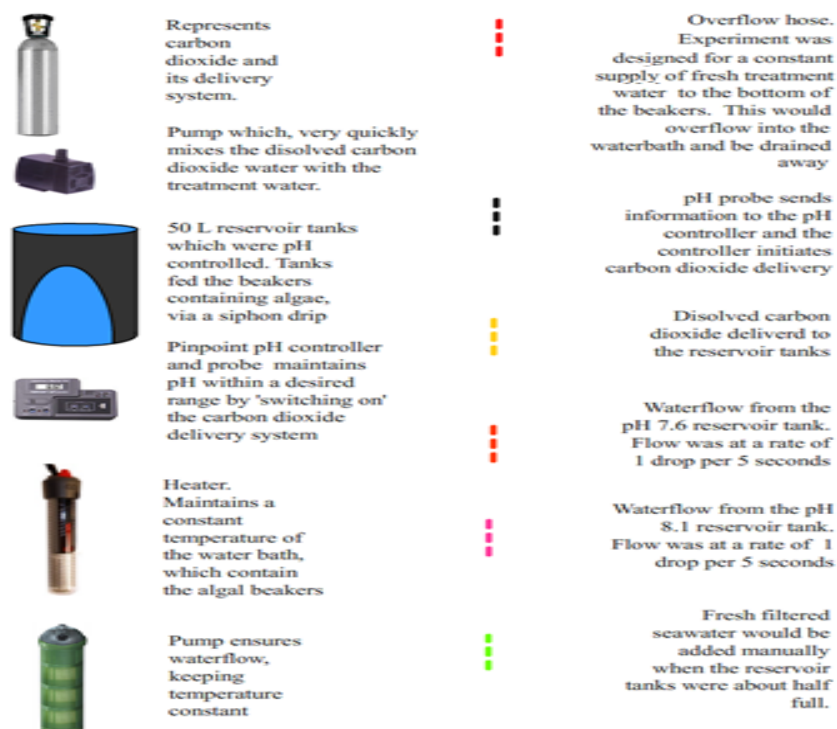 Represents
carbon
dioxide and
its delivery
system.
Pump which, very quickly
mixes the disolved carbon
dioxide water with the
treatment water.
50 L reservoir tanks
which were pH
controlled. Tanks
fed the beakers
containing algae,
via a siphon drip
Pinpoint pH controller
and probe maintains
pH within a desired
range by 'switching on'
the carbon dioxide
delivery system
Heater.
Maintains a
constant
temperature of
the water bath,
which contain
the algal beakers
Pump ensures
waterflow,
keeping
temperature
constant
Overflow hose.
Experiment was
designed for a constant
supply of fresh treatment
water to the bottom of
the beakers. This would
overflow into the
waterbath and be drained
away
pH probe sends
information to the pH
controller and the
controller initiates
carbon dioxide delivery
Disolved carbon
dioxide deliverd to
the reservoir tanks
Waterflow from the
pH 7.6 reservoir tank.
Flow was at a rate of
1 drop per 5 seconds
Waterflow from the pH
8.1 reservoir tank.
Flow was at a rate of 1
drop per 5 seconds
Fresh filtered
seawater would be
added manually
when the reservoir
tanks were about half
full.